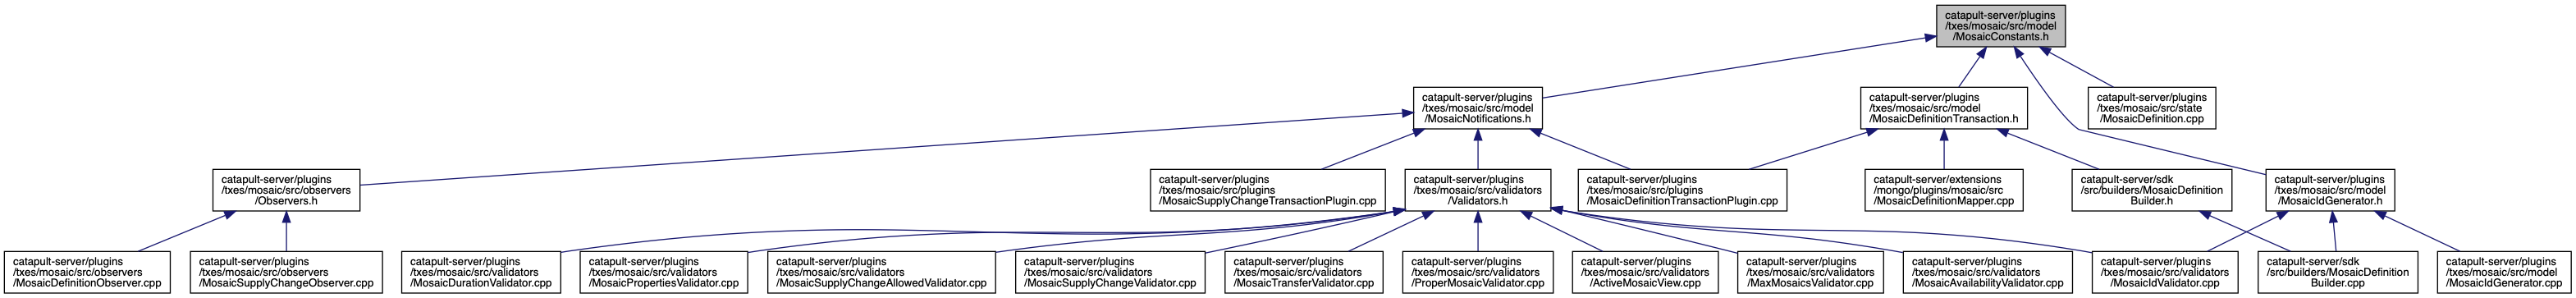 catapult-server/plugins
/txes/mosaic/src/model
/MosaicConstants.h
catapult-server/plugins
/txes/mosaic/src/model
/MosaicNotifications.h
catapult-server/plugins
/txes/mosaic/src/model
/MosaicDefinitionTransaction.h
catapult-server/plugins
/txes/mosaic/src/state
/MosaicDefinition.cpp
catapult-server/plugins
/txes/mosaic/src/observers
/Observers.h
catapult-server/plugins
/txes/mosaic/src/plugins
/MosaicSupplyChangeTransactionPlugin.cpp
catapult-server/plugins
/txes/mosaic/src/validators
/Validators.h
catapult-server/plugins
/txes/mosaic/src/plugins
/MosaicDefinitionTransactionPlugin.cpp
catapult-server/extensions
/mongo/plugins/mosaic/src
/MosaicDefinitionMapper.cpp
catapult-server/sdk
/src/builders/MosaicDefinition
Builder.h
catapult-server/plugins
/txes/mosaic/src/model
/MosaicIdGenerator.h
catapult-server/plugins
/txes/mosaic/src/observers
/MosaicDefinitionObserver.cpp
catapult-server/plugins
/txes/mosaic/src/observers
/MosaicSupplyChangeObserver.cpp
catapult-server/plugins
/txes/mosaic/src/validators
/MosaicDurationValidator.cpp
catapult-server/plugins
/txes/mosaic/src/validators
/MosaicPropertiesValidator.cpp
catapult-server/plugins
/txes/mosaic/src/validators
/MosaicSupplyChangeAllowedValidator.cpp
catapult-server/plugins
/txes/mosaic/src/validators
/MosaicSupplyChangeValidator.cpp
catapult-server/plugins
/txes/mosaic/src/validators
/MosaicTransferValidator.cpp
catapult-server/plugins
/txes/mosaic/src/validators
/ProperMosaicValidator.cpp
catapult-server/plugins
/txes/mosaic/src/validators
/ActiveMosaicView.cpp
catapult-server/plugins
/txes/mosaic/src/validators
/MaxMosaicsValidator.cpp
catapult-server/plugins
/txes/mosaic/src/validators
/MosaicAvailabilityValidator.cpp
catapult-server/plugins
/txes/mosaic/src/validators
/MosaicIdValidator.cpp
catapult-server/sdk
/src/builders/MosaicDefinition
Builder.cpp
catapult-server/plugins
/txes/mosaic/src/model
/MosaicIdGenerator.cpp